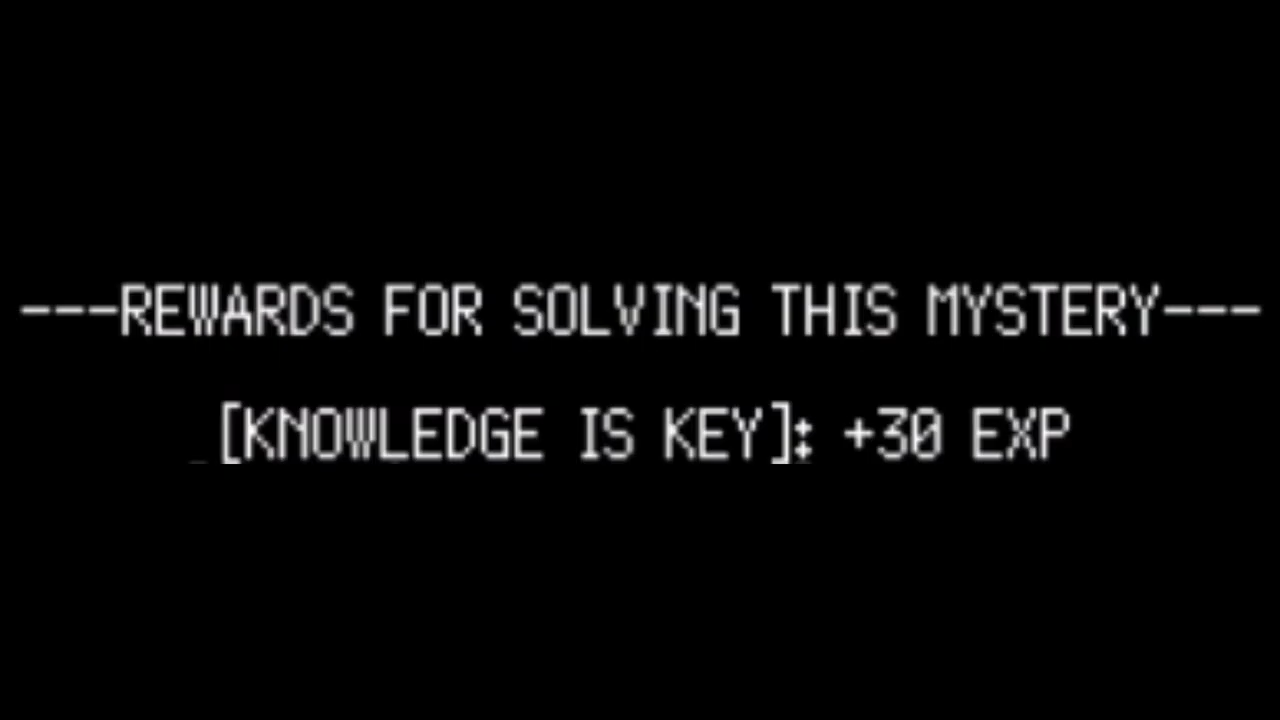 ---REWARDS FOR SOLVING THIS MYSTERY---
[KNOWLEDGE IS KEY]: +30 EXP